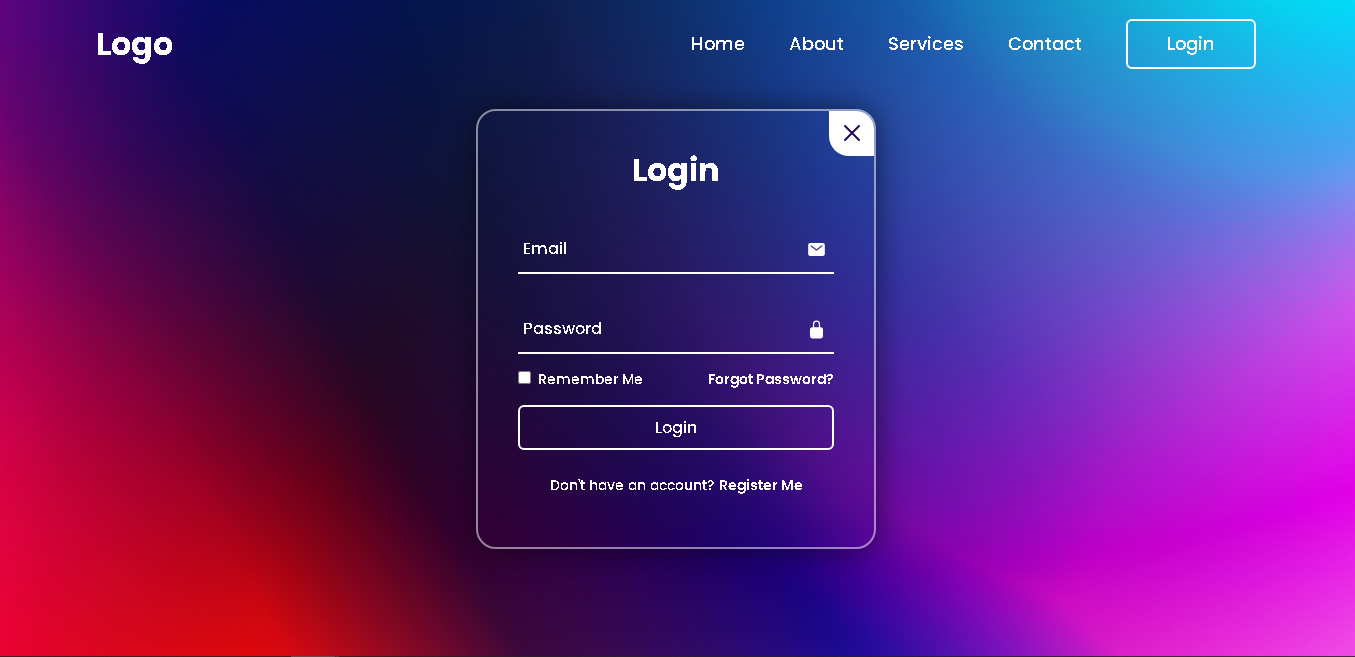 Logo Home About Services Contact Login
Login
Email
Password
Remember Me Forgot Password?
Login
Don't have an account? Register Me